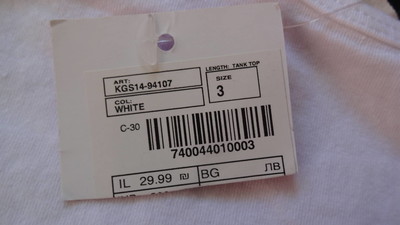 ART: LENGTH: TANK TOP
KGS14-94107 SIZE
COL: 3
WHITE
C-30
740044010003
IL 29.99 ₪ BG ЛВ